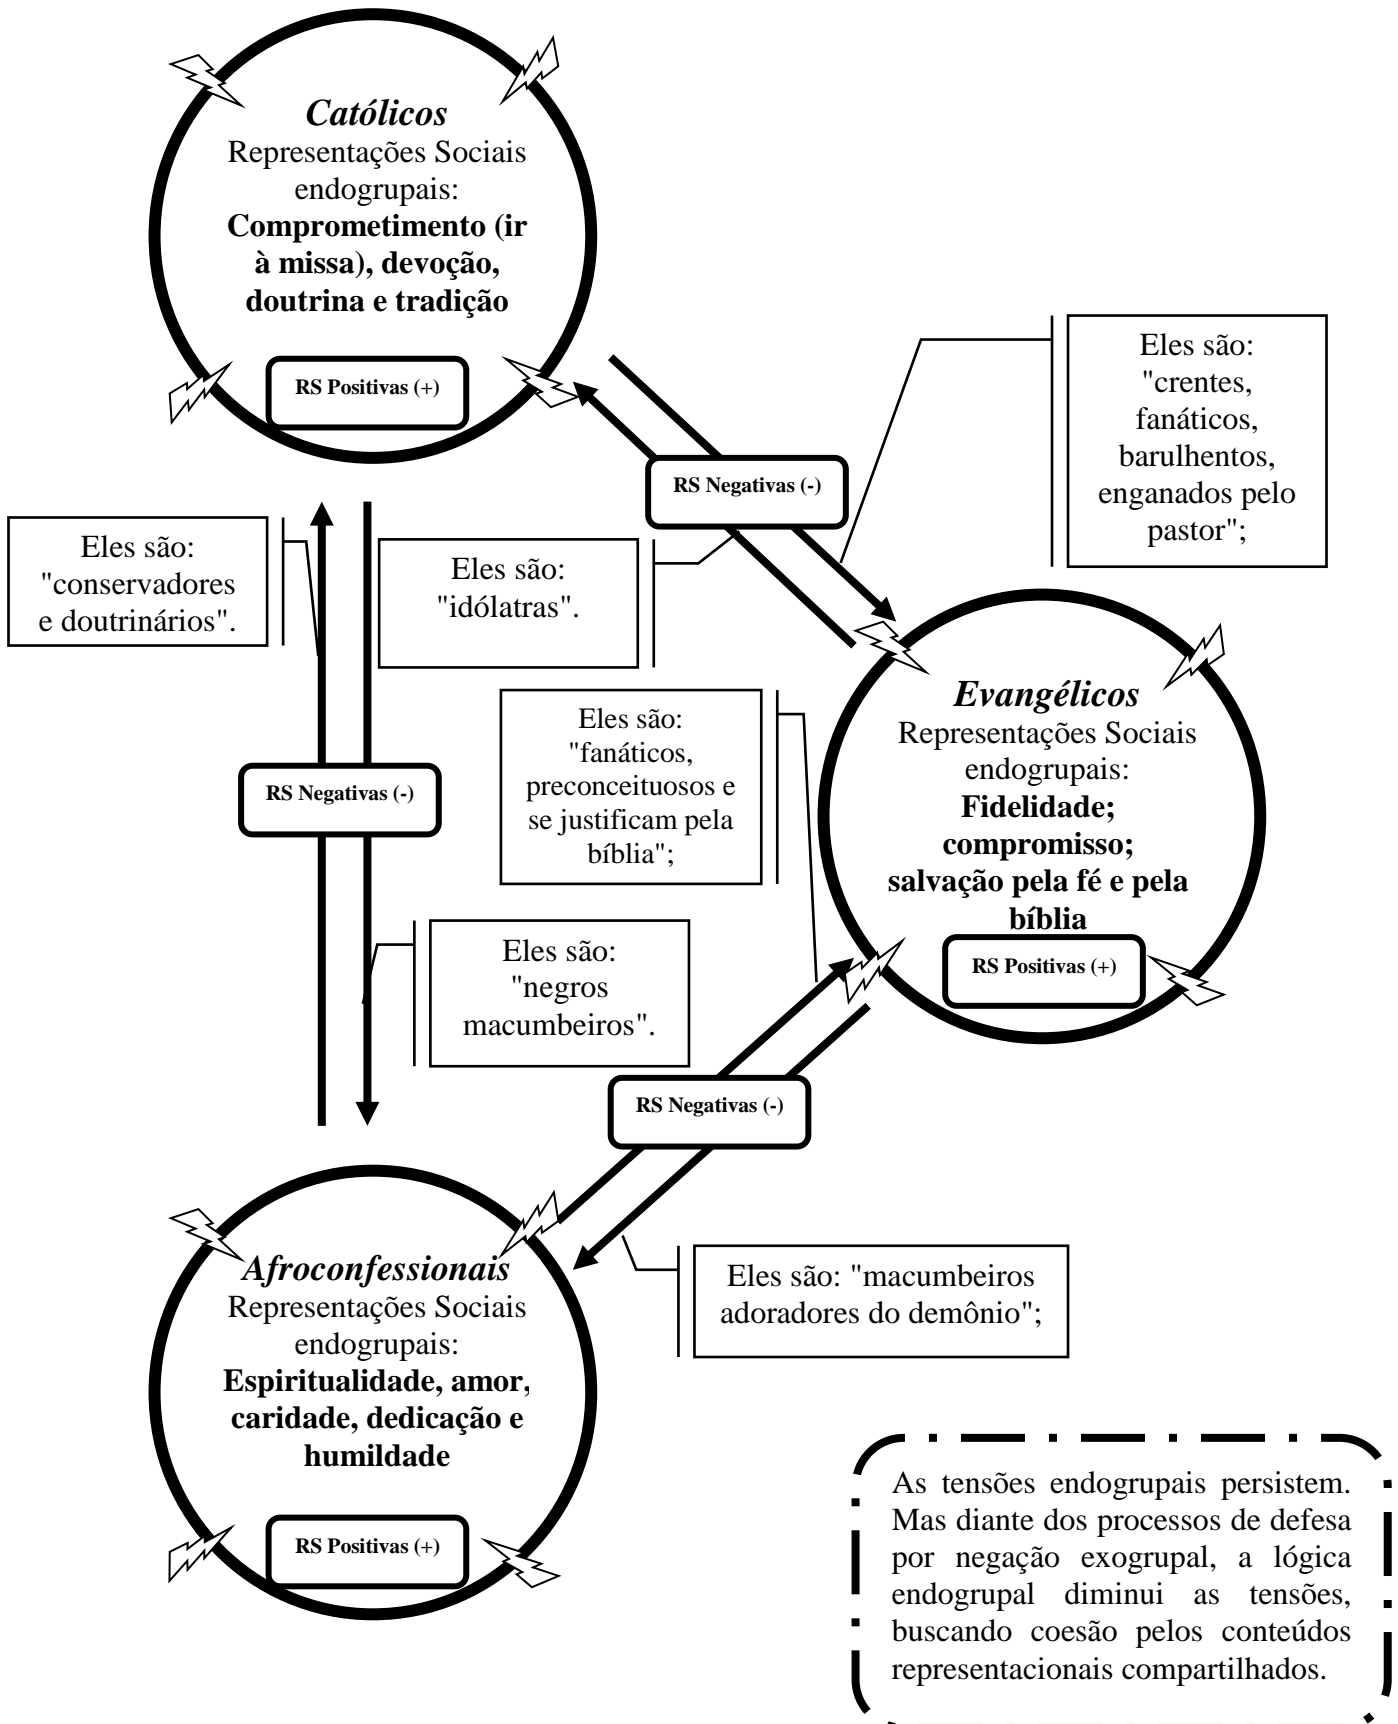 Católicos
Representações Sociais
endogrupais:
Comprometimento (ir
à missa), devoção,
doutrina e tradição
RS Positivas (+)
Eles são:
"crentes,
fanáticos,
barulhentos,
enganados pelo
pastor";
RS Negativas (-)
Eles são:
"conservadores
e doutrinários".
Eles são:
"idólatras".
Evangélicos
Representações Sociais
endogrupais:
Fidelidade;
compromisso;
salvação pela fé e pela
bíblia
RS Positivas (+)
Eles são:
"fanáticos,
preconceituosos e
se justificam pela
bíblia";
RS Negativas (-)
Eles são:
"negros
macumbeiros".
RS Negativas (-)
Afroconfessionais
Representações Sociais
endogrupais:
Espiritualidade, amor,
caridade, dedicação e
humildade
RS Positivas (+)
Eles são: "macumbeiros
adoradores do demônio";
As tensões endogrupais persistem.
Mas diante dos processos de defesa
por negação exogrupal, a lógica
endogrupal diminui as tensões,
buscando coesão pelos conteúdos
representacionais compartilhados.